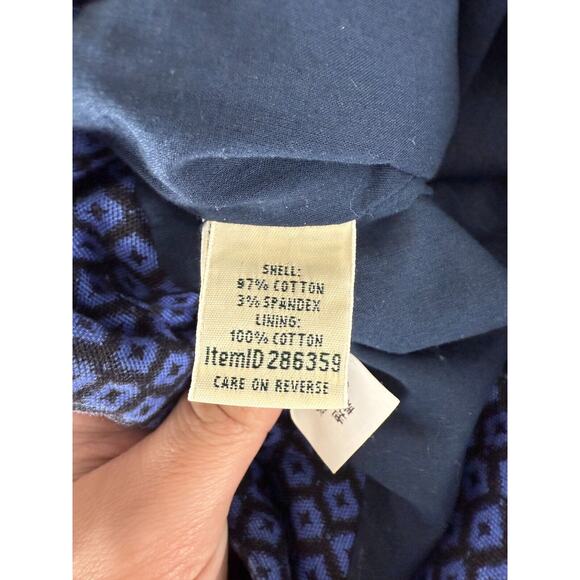 SHELL:
97% COTTON
3% SPANDEX
LINING:
100% COTTON
ItemID 286359
CARE ON REVERSE